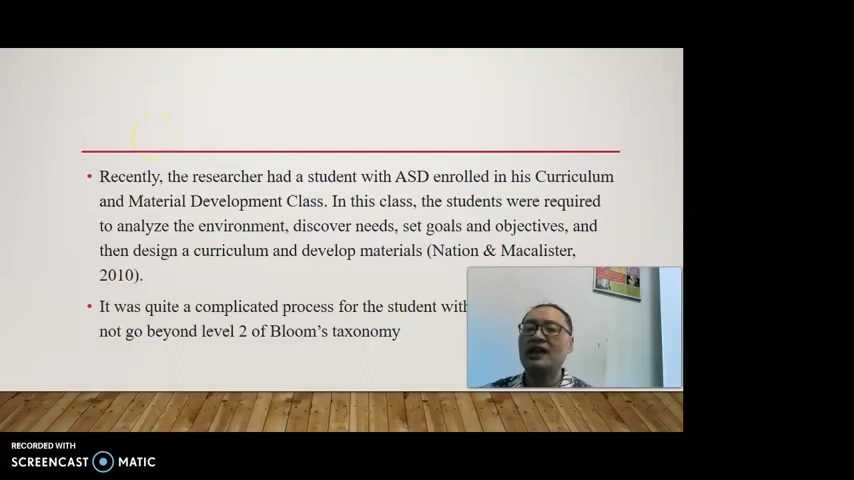 • Recently, the researcher had a student with ASD enrolled in his Curriculum
and Material Development Class. In this class, the students were required
to analyze the environment, discover needs, set goals and objectives, and
then design a curriculum and develop materials (Nation & Macalister,
2010).
• It was quite a complicated process for the student with
not go beyond level 2 of Bloom’s taxonomy
RECORDED WITH
SCREENCAST MATIC